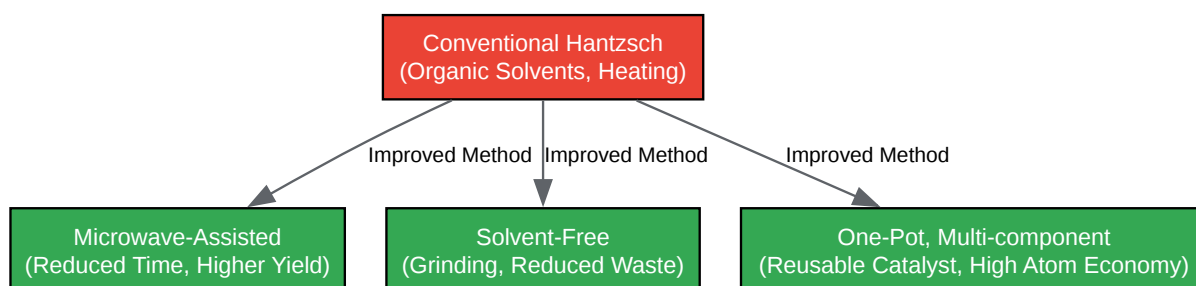 Conventional Hantzsch
(Organic Solvents, Heating)
Improved Method
Improved Method
Improved Method
Microwave-Assisted
(Reduced Time, Higher Yield)
Solvent-Free
(Grinding, Reduced Waste)
One-Pot, Multi-component
(Reusable Catalyst, High Atom Economy)